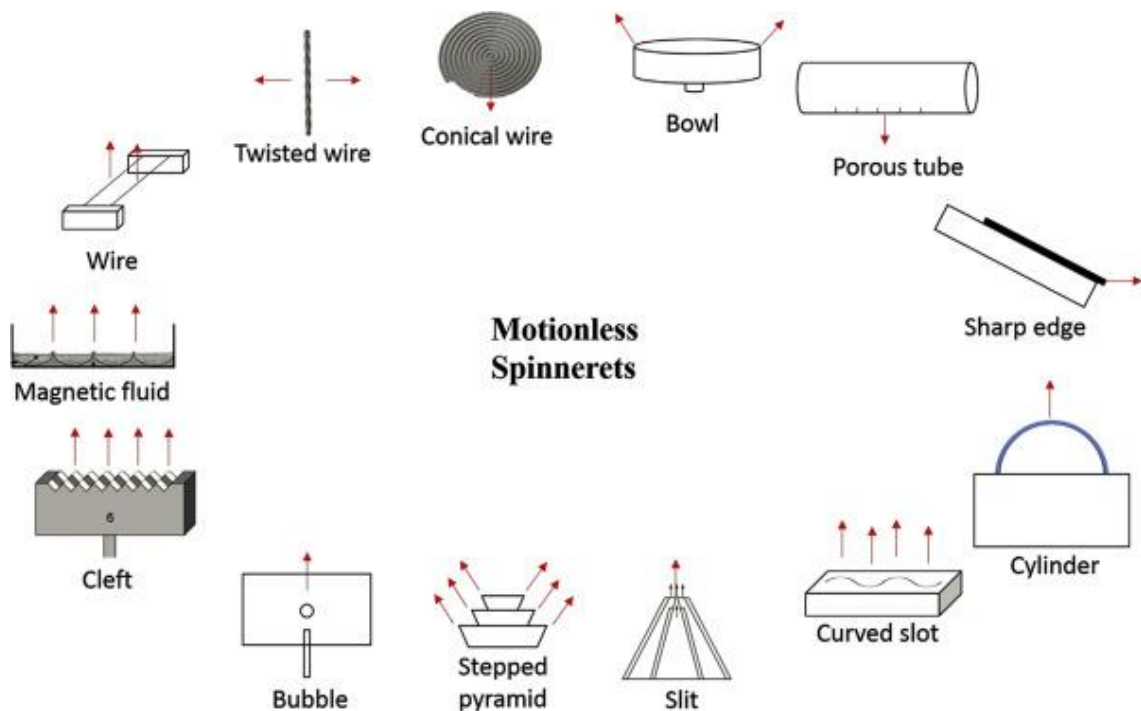 Conical wire
Bowl
Twisted wire
Porous tube
Wire
Sharp edge
Motionless
Spinnerets
Magnetic fluid
6
Cleft
Cylinder
Curved slot
Bubble
Stepped
pyramid
Slit